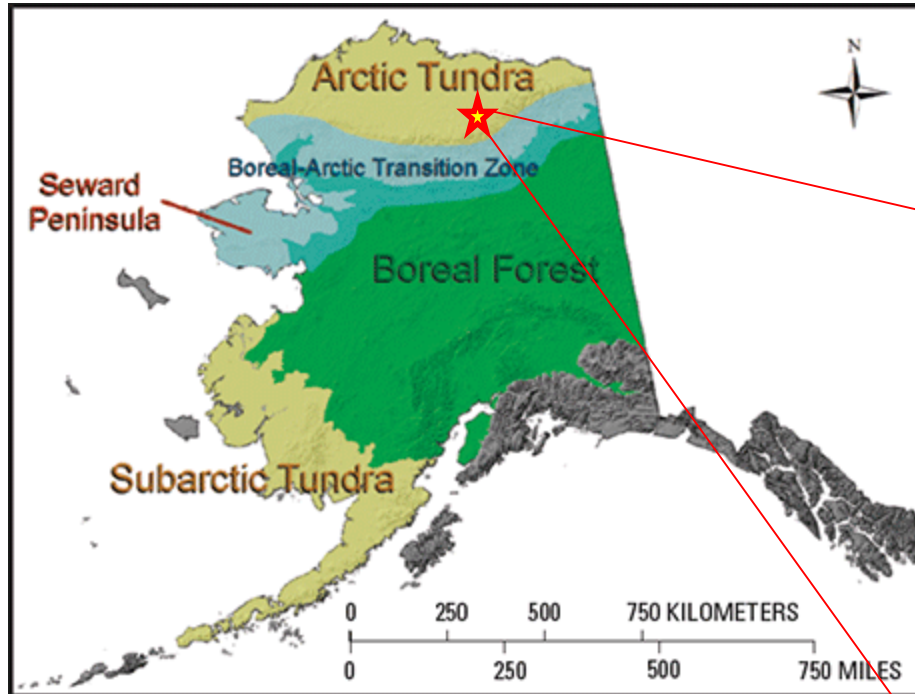 N
Arctic Tundra
Boreal-Arctic Transition Zone
Seward
Peninsula
Boreal Forest
Subarctic Tundra
0 250 500 750 KILOMETERS
0 250 500 750 MILES